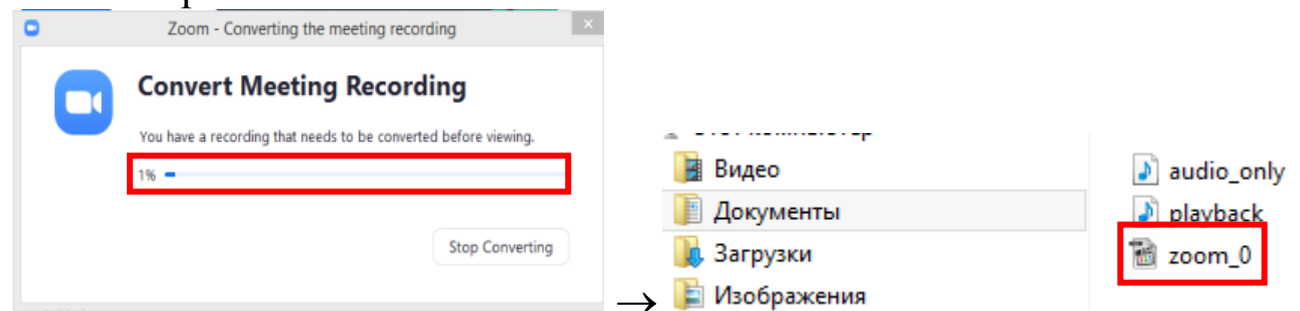 Zoom - Converting the meeting recording
Convert Meeting Recording
You have a recording that needs to be converted before viewing.
1%
Stop Converting
→
Видео
Документы
Загрузки
Изображения
audio_only
playback
zoom_0